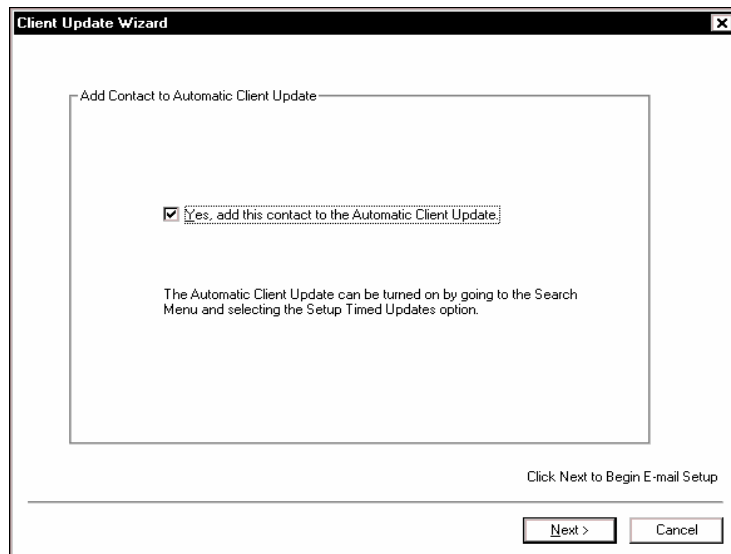 Client Update Wizard
Add Contact to Automatic Client Update
Yes, add this contact to the Automatic Client Update.
The Automatic Client Update can be turned on by going to the Search
Menu and selecting the Setup Timed Updates option.
Click Next to Begin E-mail Setup
Next >
Cancel